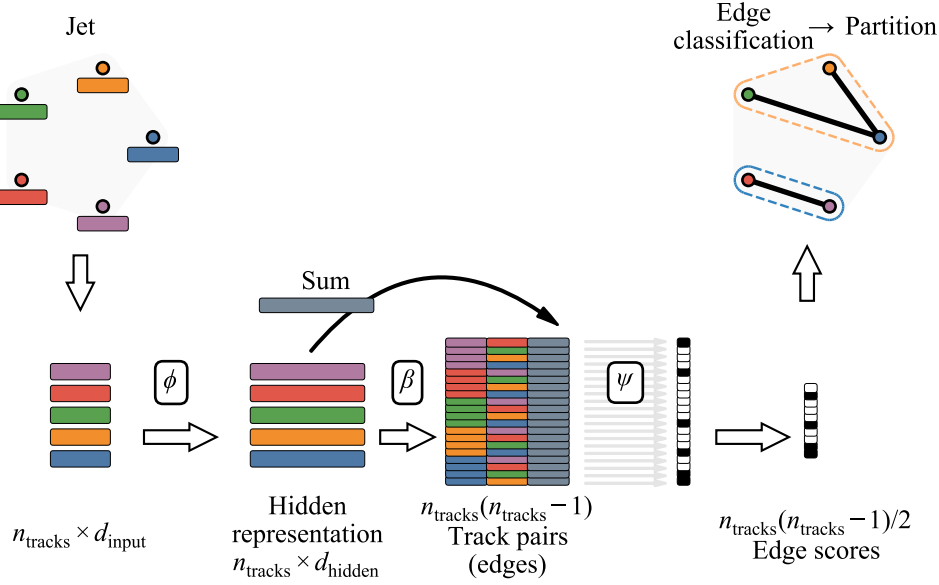 Jet
Edge
classification → Partition
Sum
ϕ
β
ψ
n_tracks × d_input
Hidden
representation
n_tracks × d_hidden
n_tracks(n_tracks − 1)
Track pairs
(edges)
n_tracks(n_tracks − 1)/2
Edge scores